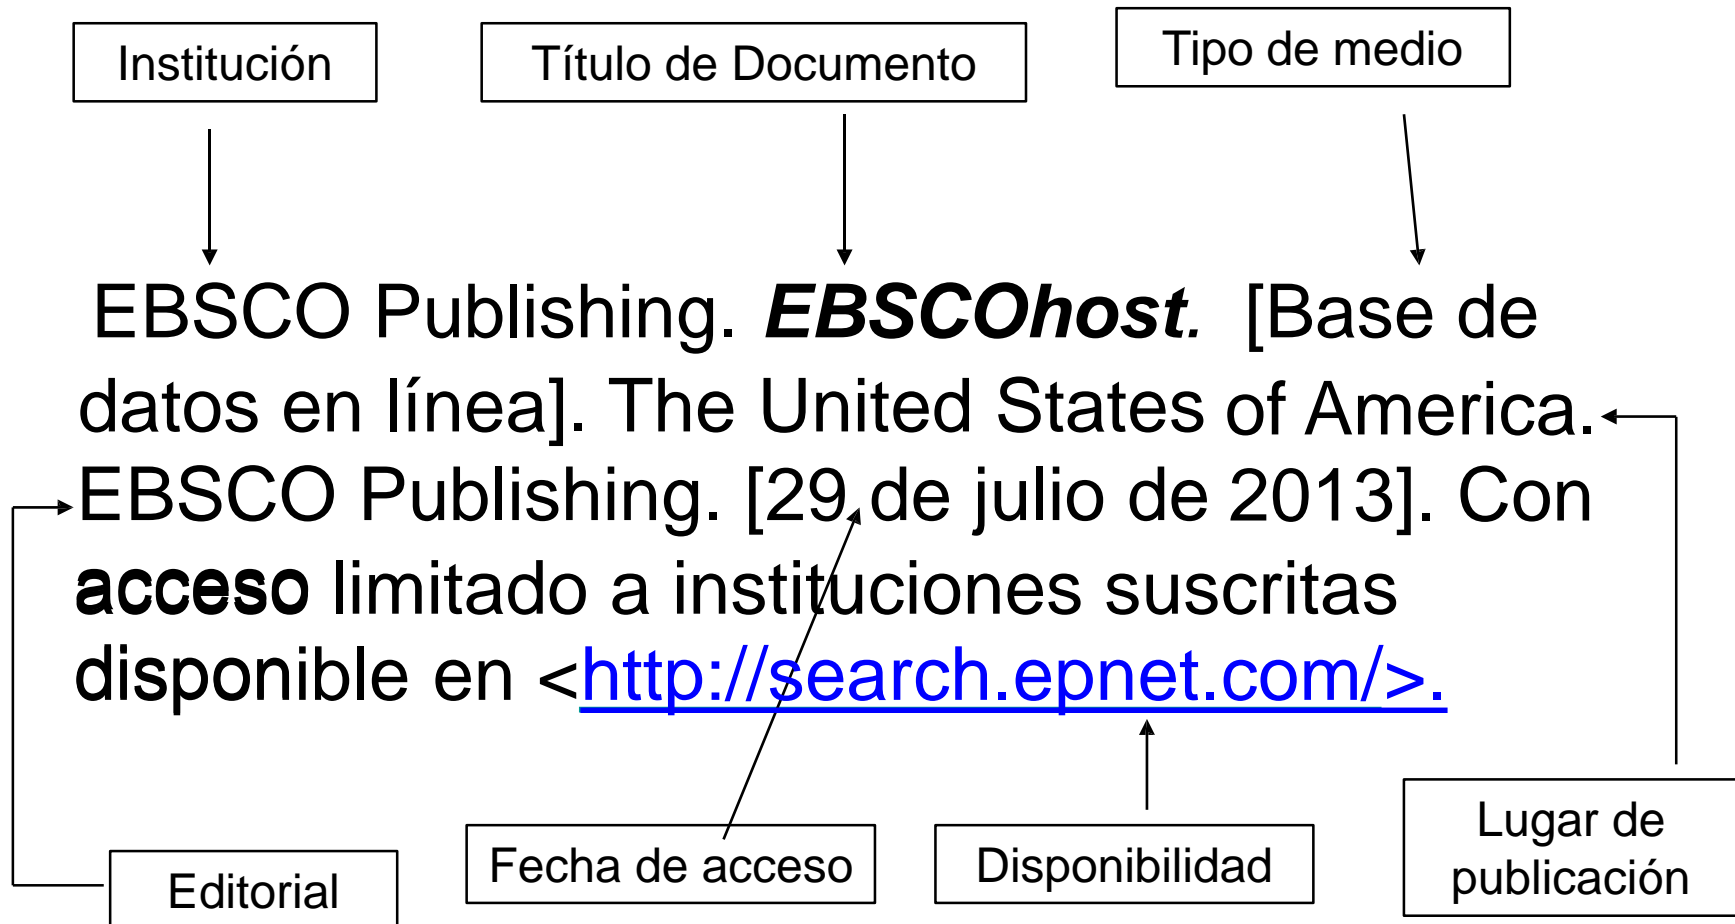 Institución
Título de Documento
Tipo de medio
EBSCO Publishing. EBSCOhost. [Base de
datos en línea]. The United States of America.
EBSCO Publishing. [29 de julio de 2013]. Con
acceso limitado a instituciones suscritas
disponible en <http://search.epnet.com/>.
Editorial
Fecha de acceso
Disponibilidad
Lugar de
publicación